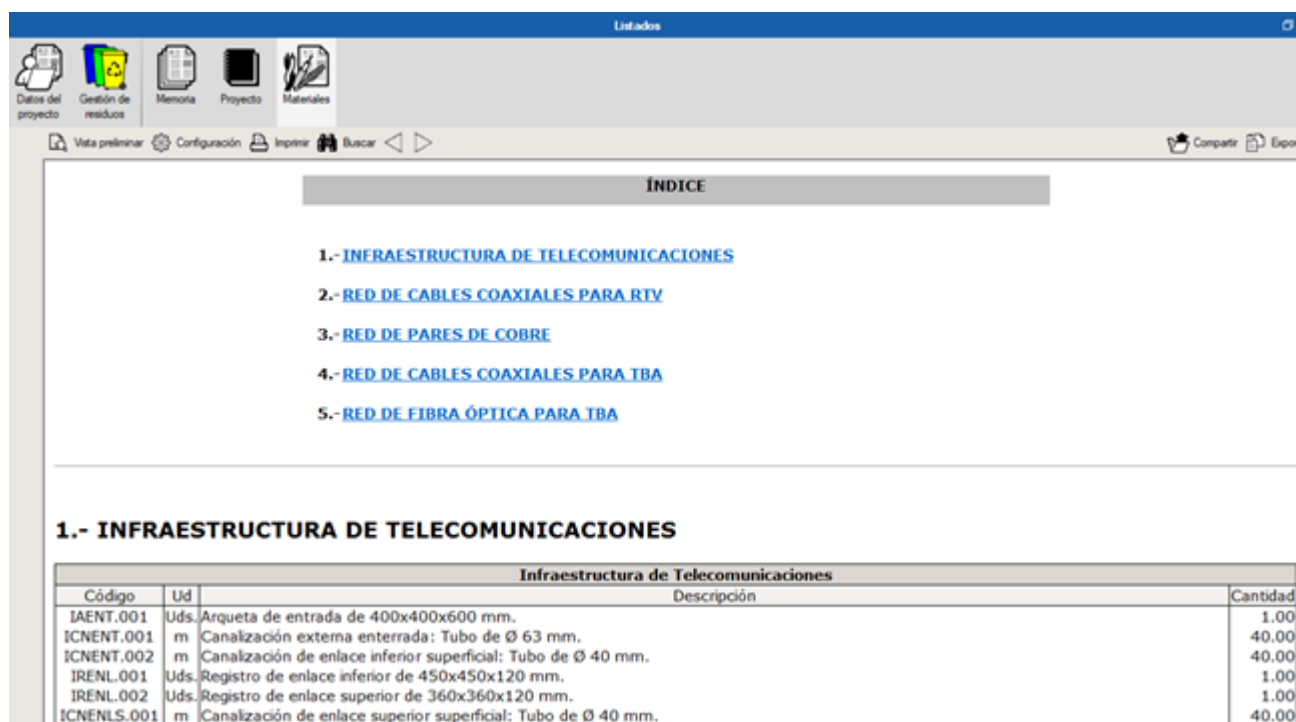 Listados
Datos del proyecto
Gestión de residuos
Memoria
Proyecto
Materiales
Vista preliminar Configuración Imprimir Buscar Compartir Expor
ÍNDICE
1.- INFRAESTRUCTURA DE TELECOMUNICACIONES
2.- RED DE CABLES COAXIALES PARA RTV
3.- RED DE PARES DE COBRE
4.- RED DE CABLES COAXIALES PARA TBA
5.- RED DE FIBRA ÓPTICA PARA TBA
1.- INFRAESTRUCTURA DE TELECOMUNICACIONES
Infraestructura de Telecomunicaciones
Código Ud Descripción Cantidad
IAENT.001 Uds. Arqueta de entrada de 400x400x600 mm. 1.00
ICNENT.001 m Canalización externa enterrada: Tubo de Ø 63 mm. 40.00
ICNENT.002 m Canalización de enlace inferior superficial: Tubo de Ø 40 mm. 40.00
IRENL.001 Uds. Registro de enlace inferior de 450x450x120 mm. 1.00
IRENL.002 Uds. Registro de enlace superior de 360x360x120 mm. 1.00
ICNENLS.001 m Canalización de enlace superior superficial: Tubo de Ø 40 mm. 40.00